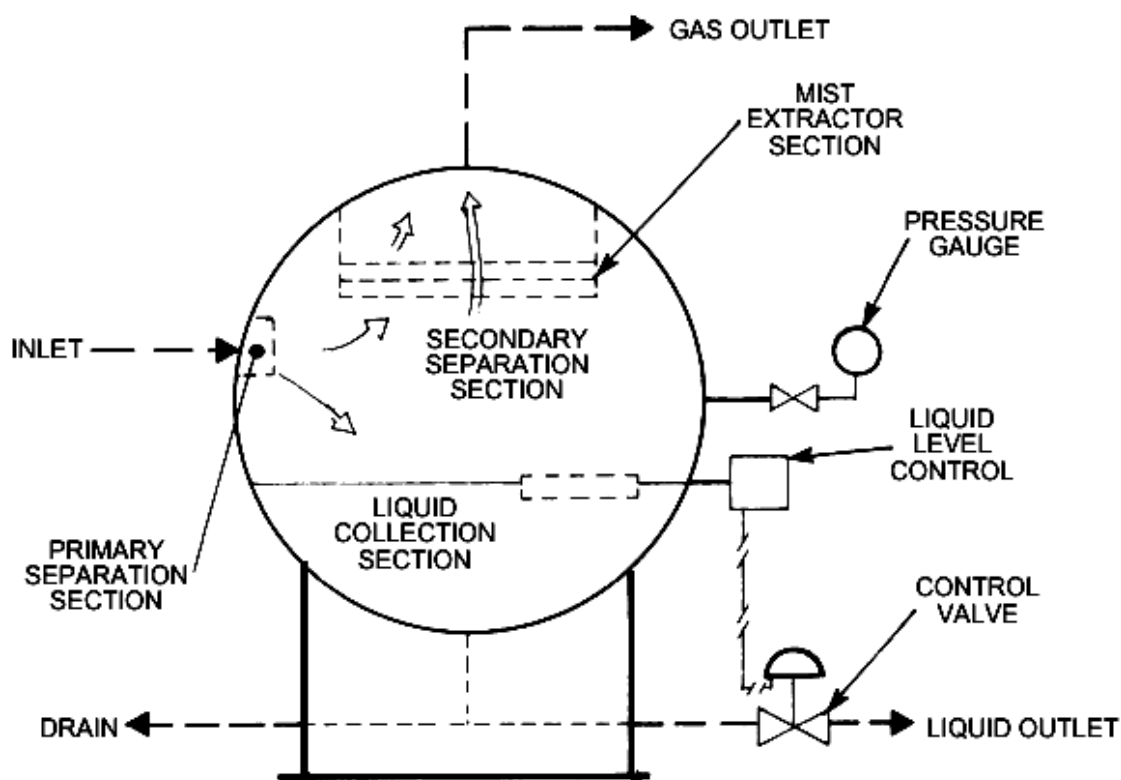 GAS OUTLET
MIST
EXTRACTOR
SECTION
PRESSURE
GAUGE
INLET
SECONDARY
SEPARATION
SECTION
LIQUID
LEVEL
CONTROL
LIQUID
COLLECTION
SECTION
PRIMARY
SEPARATION
SECTION
CONTROL
VALVE
DRAIN
LIQUID OUTLET